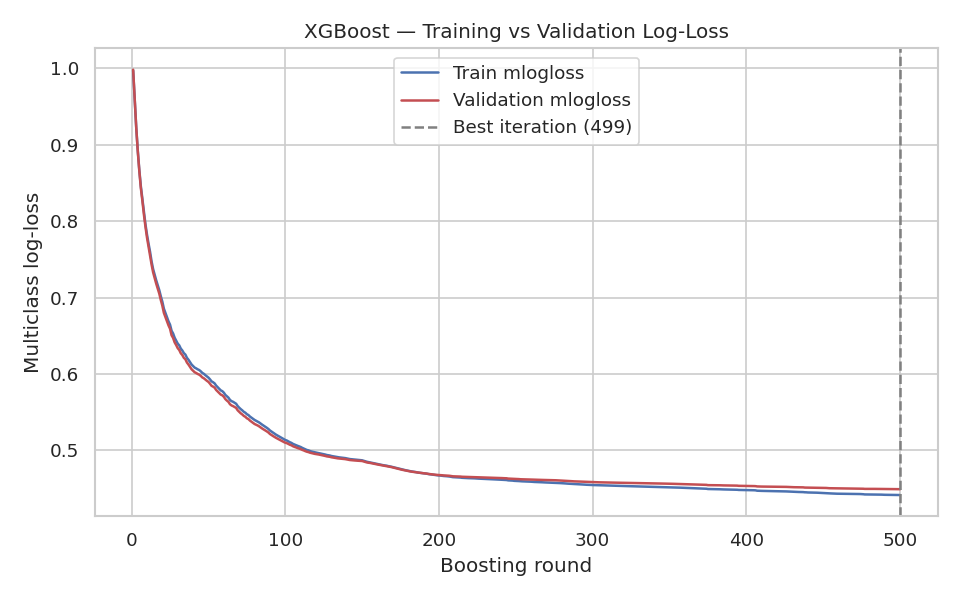 XGBoost — Training vs Validation Log-Loss
Train mlogloss
Validation mlogloss
Best iteration (499)
Multiclass log-loss
1.0
0.9
0.8
0.7
0.6
0.5
0
100
200
300
400
500
Boosting round